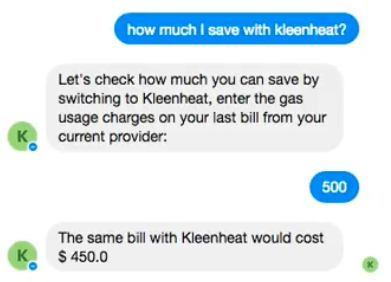 how much I save with kleenheat?
Let's check how much you can save by
switching to Kleenheat, enter the gas
usage charges on your last bill from your
current provider:
K
500
The same bill with Kleenheat would cost
$ 450.0
K
K